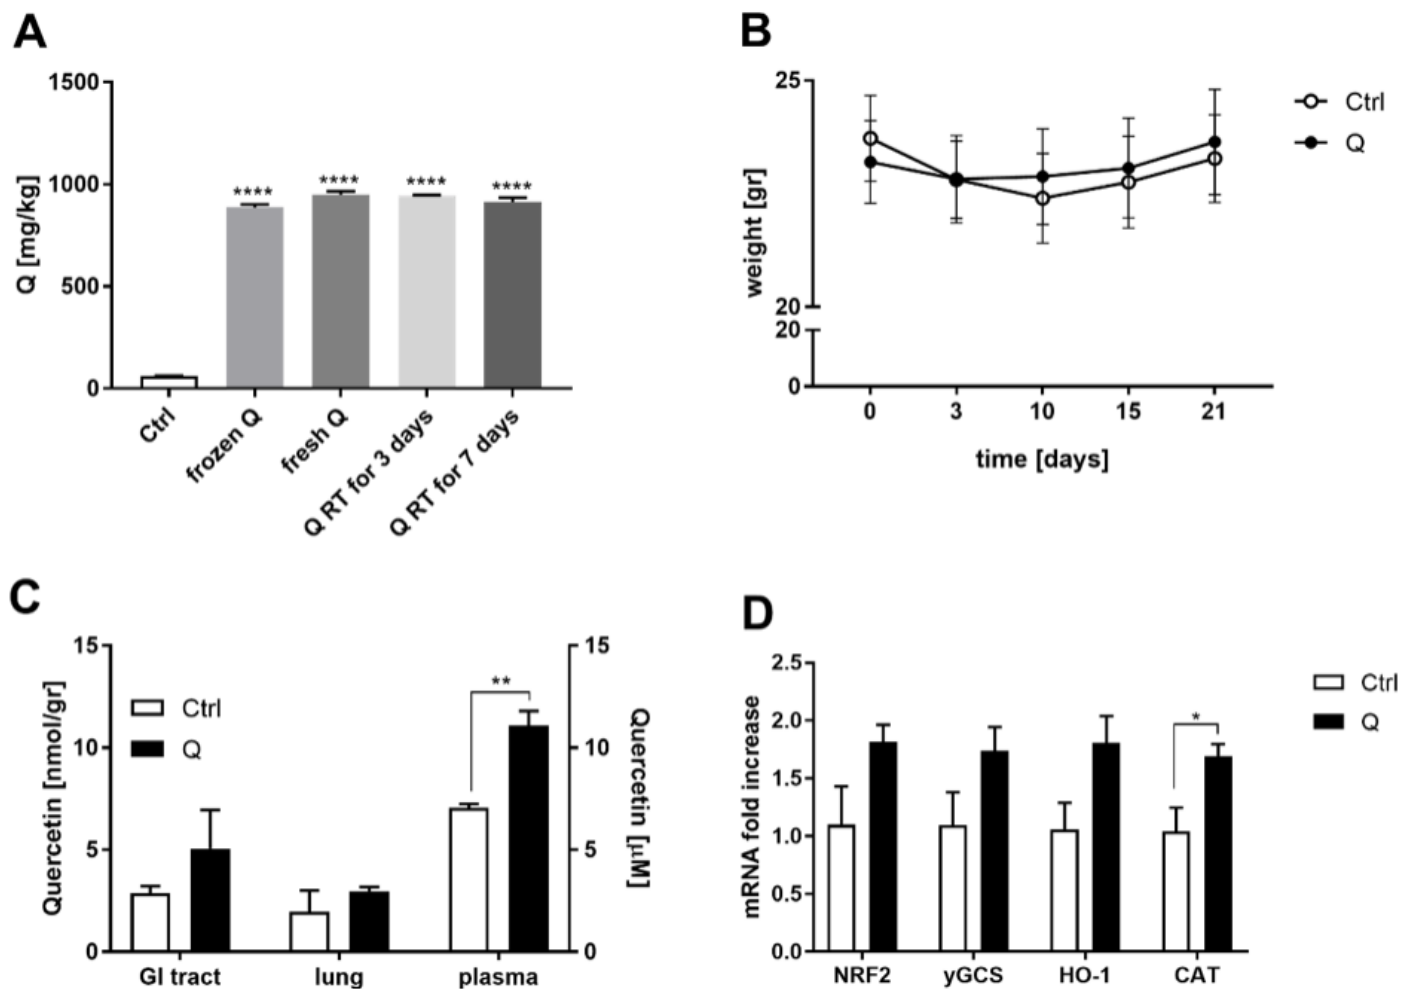 A
1500
1000
500
0
Q [mg/kg]
****
****
****
****
Ctrl
frozen Q
fresh Q
Q RT for 3 days
Q RT for 7 days
B
25
20
20
0
weight [gr]
0 3 10 15 21
time [days]
Ctrl
Q
C
15
10
5
0
Quercetin [nmol/gr]
Ctrl
Q
**
15
10
5
0
Quercetin [μM]
GI tract lung plasma
D
2.5
2.0
1.5
1.0
0.5
0.0
mRNA fold increase
*
NRF2 yGCS HO-1 CAT
Ctrl
Q